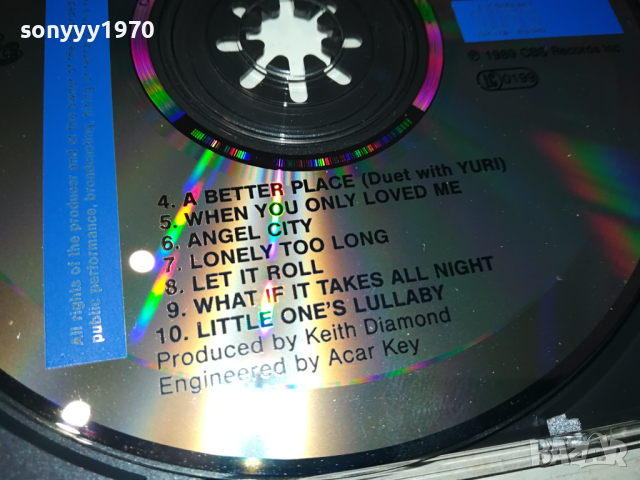 sonyyy1970
℗ 1989 CBS Records Inc.
LC 0199
All rights of the producer and of the
public performance, broadcasting,
4. A BETTER PLACE (Duet with YURI)
5. WHEN YOU ONLY LOVED ME
6. ANGEL CITY
7. LONELY TOO LONG
8. LET IT ROLL
9. WHAT IF IT TAKES ALL NIGHT
10. LITTLE ONE'S LULLABY
Produced by Keith Diamond
Engineered by Acar Key
BAZAR